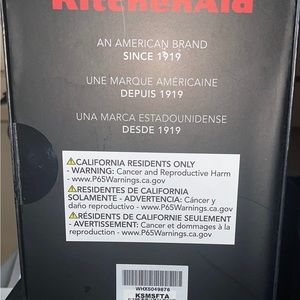 KitchenAid
AN AMERICAN BRAND
SINCE 1919
UNE MARQUE AMÉRICAINE
DEPUIS 1919
UNA MARCA ESTADOUNIDENSE
DESDE 1919
⚠CALIFORNIA RESIDENTS ONLY
- WARNING: Cancer and Reproductive Harm
- www.P65Warnings.ca.gov
⚠RESIDENTES DE CALIFORNIA
SOLAMENTE - ADVERTENCIA: Cáncer y
daño reproductivo - www.P65Warnings.ca.gov
⚠RÉSIDENTS DE CALIFORNIE SEULEMENT
- AVERTISSEMENT: Cancer et dommages à la
reproduction - www.P65Warnings.ca.gov
WHX5049676
KSMSFTA